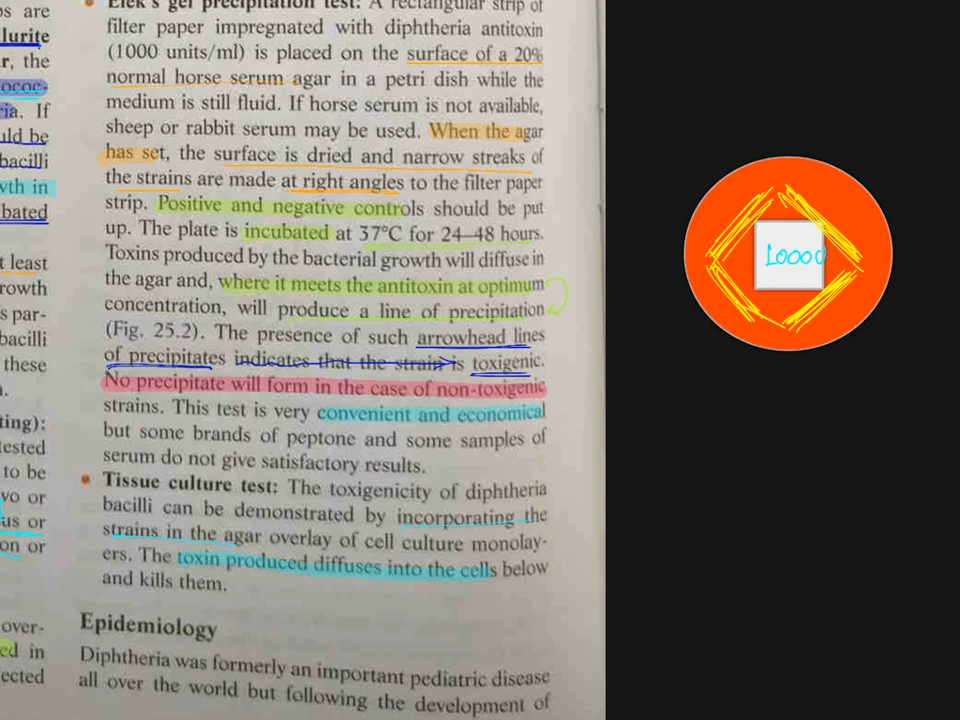 os are
lurite
r, the
ococ-
ria. If
uld be
bacilli
wth in
bated
t least
rowth
s par-
bacilli
these
ting):
tested
to be
vo or
us or
on or
over-
ed in
ected
• Elek's gel precipitation test: A rectangular strip of
filter paper impregnated with diphtheria antitoxin
(1000 units/ml) is placed on the surface of a 20%
normal horse serum agar in a petri dish while the
medium is still fluid. If horse serum is not available,
sheep or rabbit serum may be used. When the agar
has set, the surface is dried and narrow streaks of
the strains are made at right angles to the filter paper
strip. Positive and negative controls should be put
up. The plate is incubated at 37°C for 24–48 hours.
Toxins produced by the bacterial growth will diffuse in
the agar and, where it meets the antitoxin at optimum
concentration, will produce a line of precipitation
(Fig. 25.2). The presence of such arrowhead lines
of precipitates indicates that the strain is toxigenic.
No precipitate will form in the case of non-toxigenic
strains. This test is very convenient and economical
but some brands of peptone and some samples of
serum do not give satisfactory results.
• Tissue culture test: The toxigenicity of diphtheria
bacilli can be demonstrated by incorporating the
strains in the agar overlay of cell culture monolay-
ers. The toxin produced diffuses into the cells below
and kills them.
Epidemiology
Diphtheria was formerly an important pediatric disease
all over the world but following the development of
10000